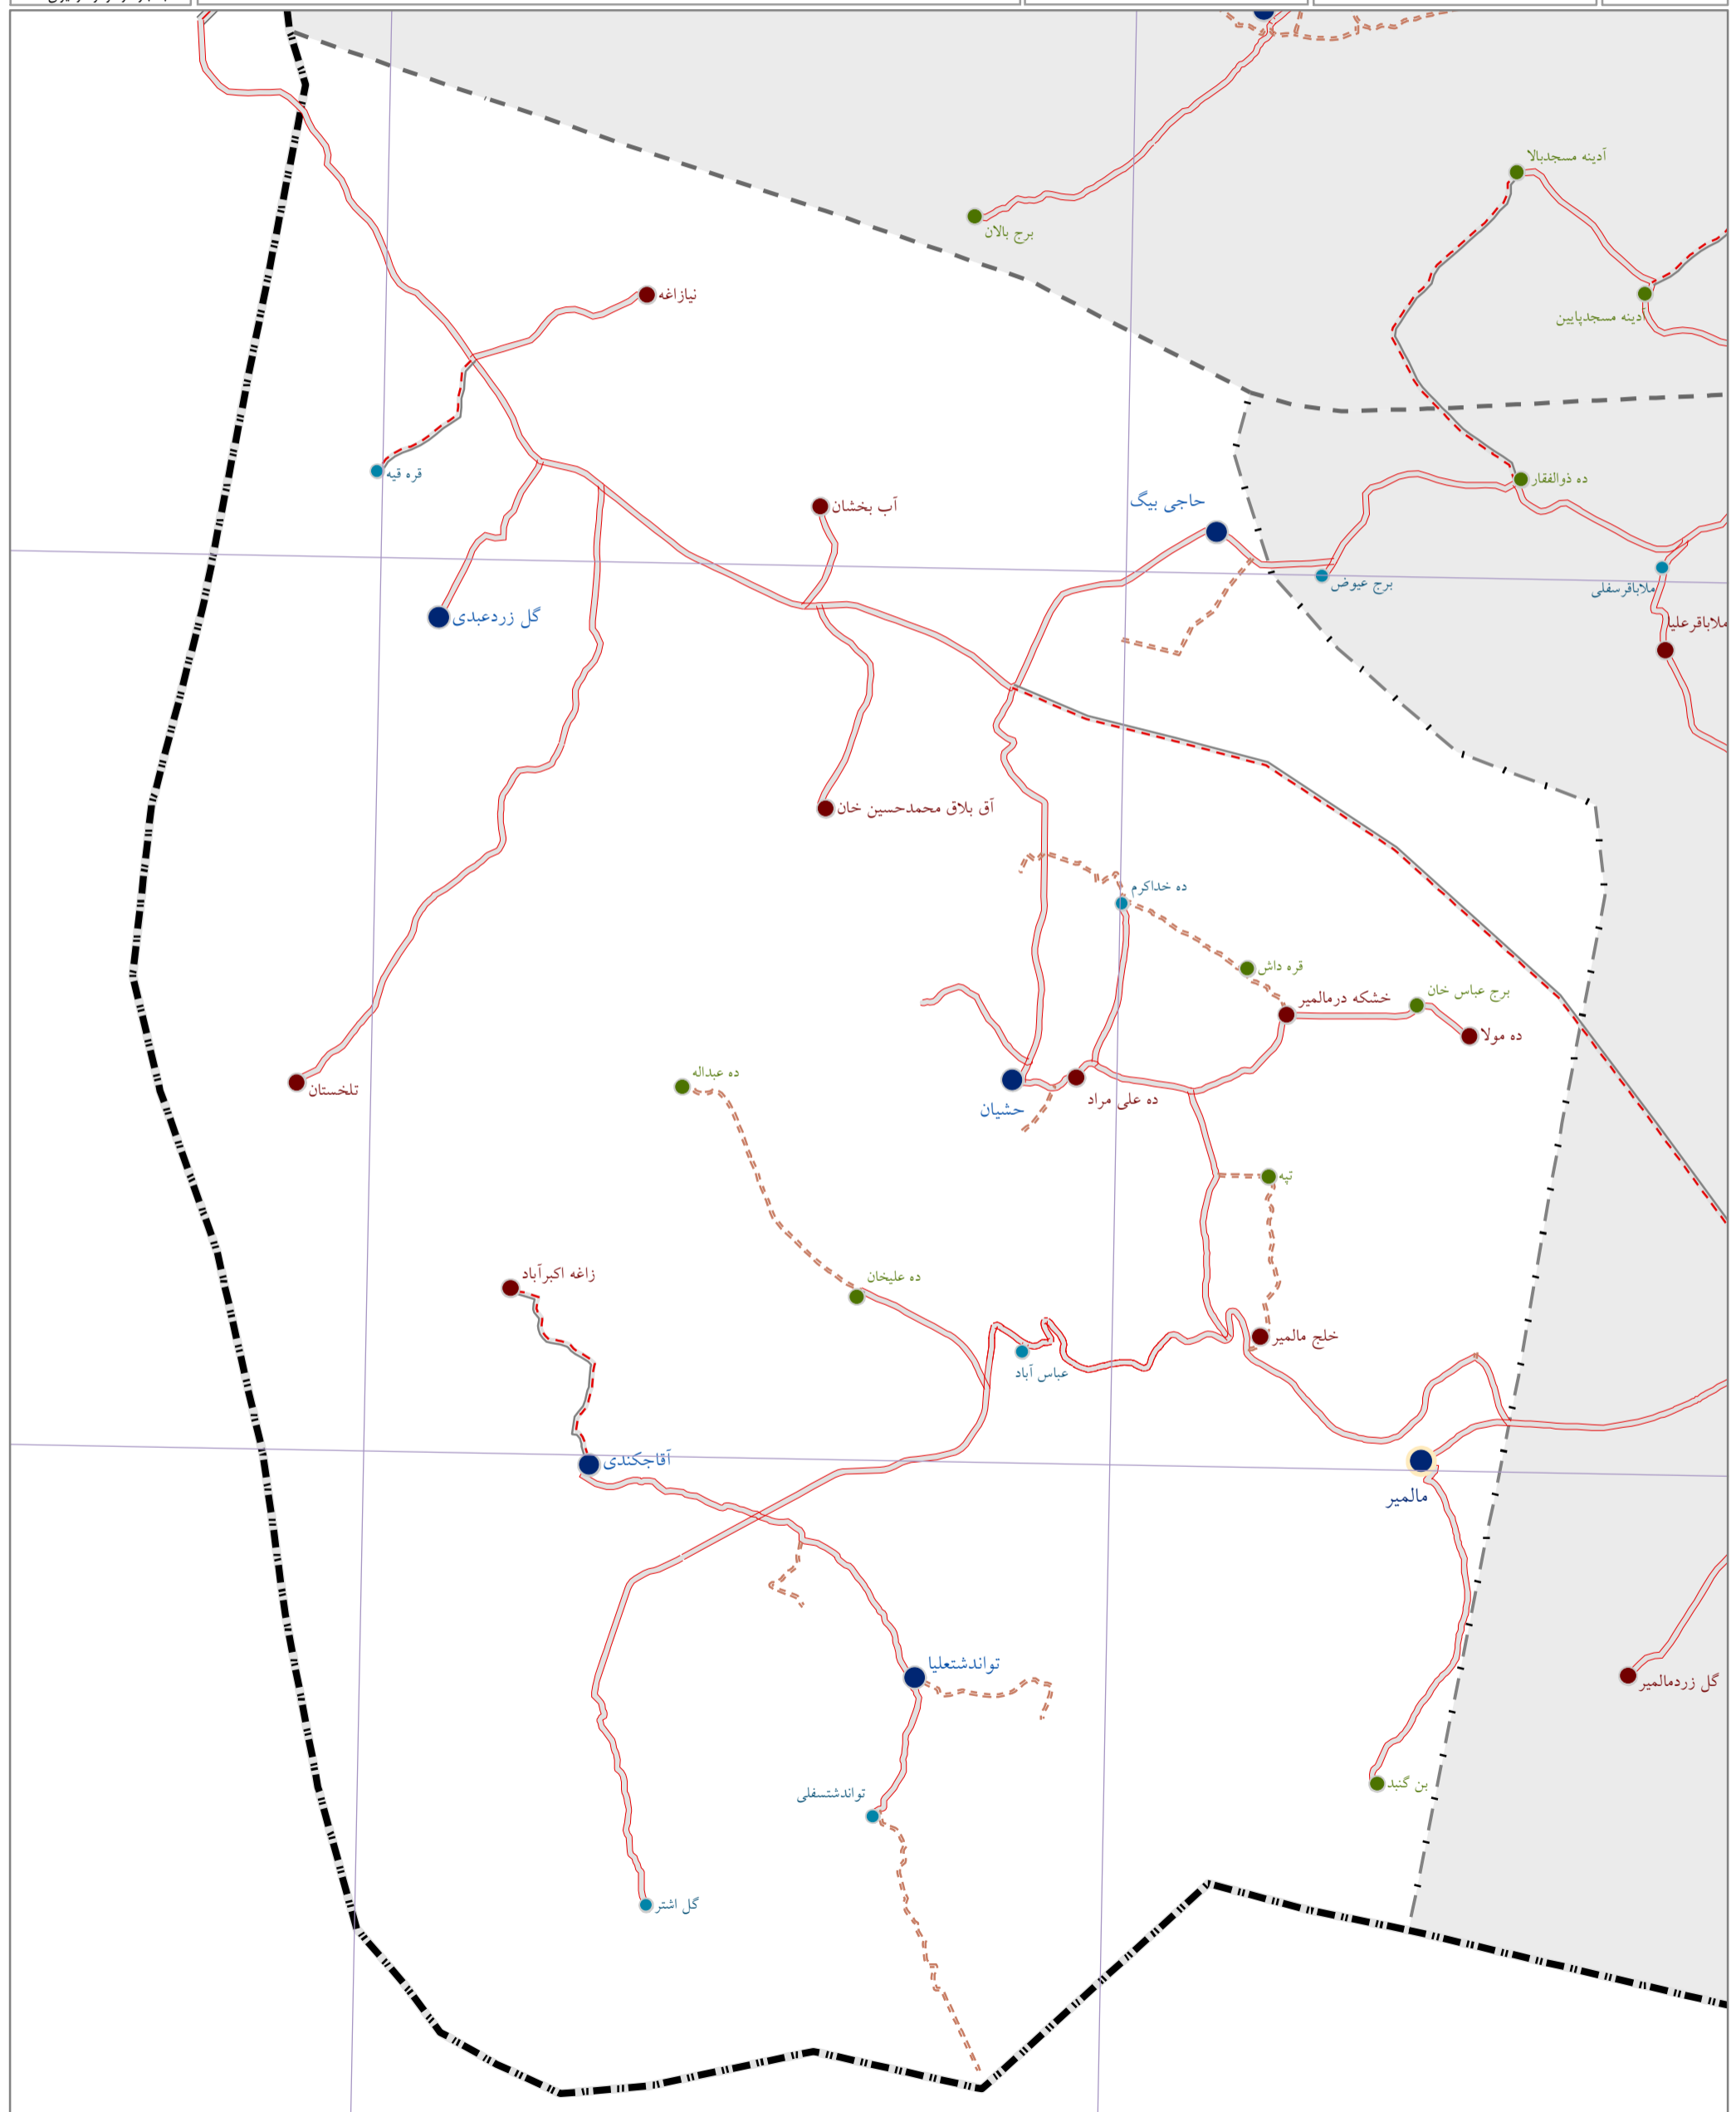 آدینه مسجدبالا
برج بالان
نیازاغه
آدینه مسجدپایین
قره قیه
ده ذوالفقار
آب بخشان
حاجی بیگ
برج عیوض
ملاباقرسفلی
گل زردعبدی
ملاباقرعلیا
آق بلاق محمدحسین خان
ده خداکرم
قره داش
برج عباس خان
خشکه درمالمیر
ده مولا
ده عبداله
تلخستان
ده علی مراد
حشیان
تپه
زاغه اکبرآباد
ده علیخان
خلج مالمیر
عباس آباد
آقاجکندی
مالمیر
تواندشتعلیا
گل زردمالمیر
بن گنبد
تواندشتسفلی
گل اشتر